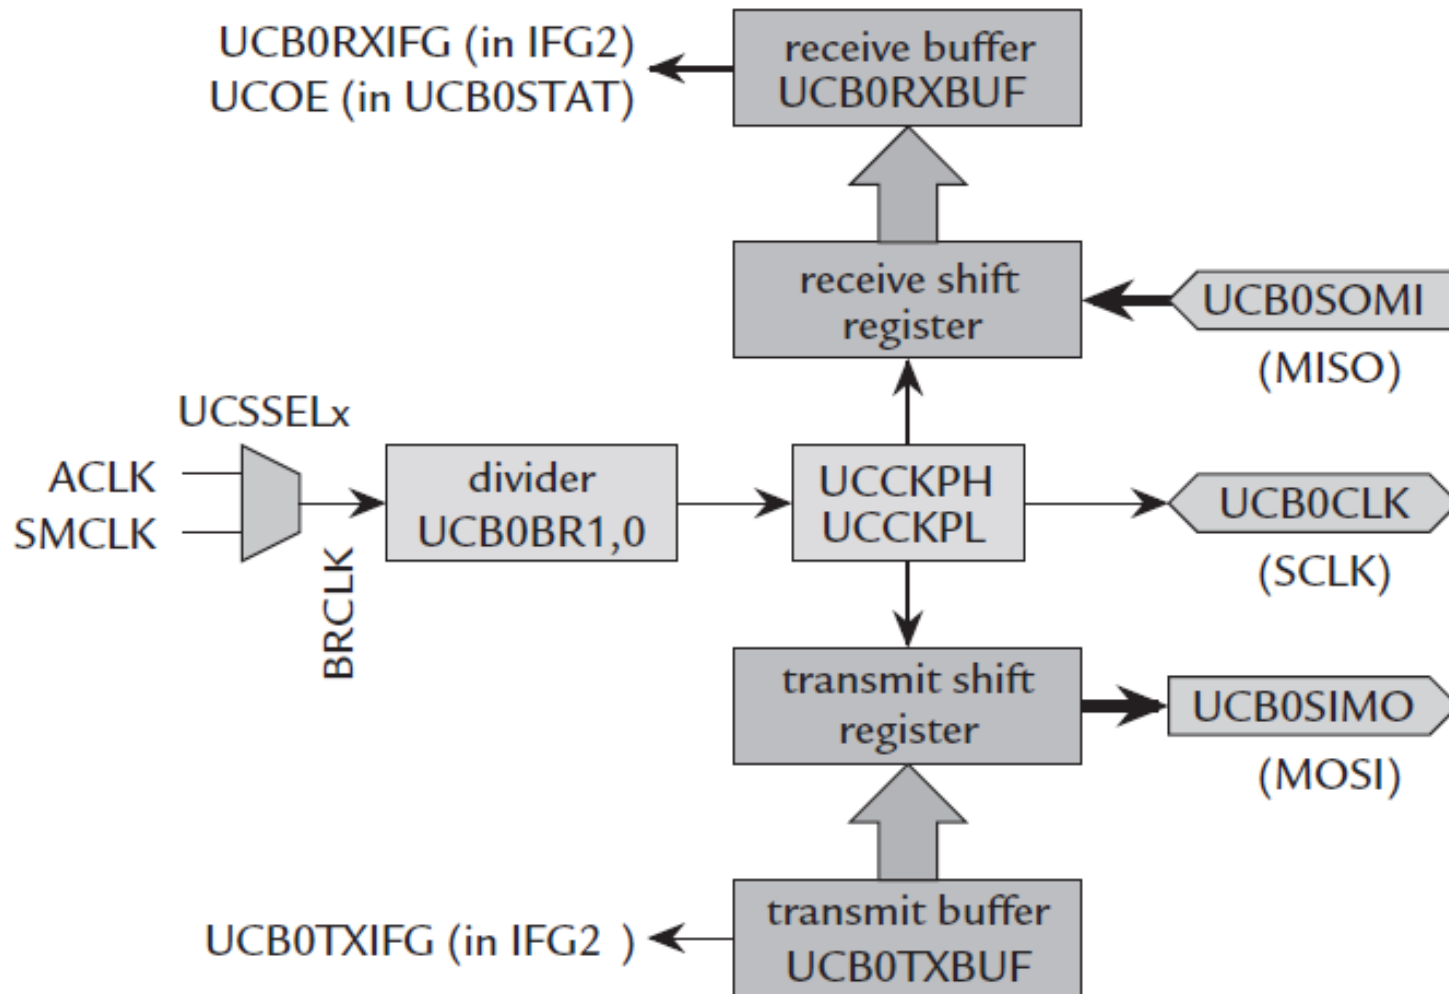 UCB0RXIFG (in IFG2)
UCOE (in UCB0STAT)
receive buffer
UCB0RXBUF
receive shift
register
UCB0SOMI
(MISO)
UCSSELx
ACLK
SMCLK
BRCLK
divider
UCB0BR1,0
UCCKPH
UCCKPL
UCB0CLK
(SCLK)
transmit shift
register
UCB0SIMO
(MOSI)
UCB0TXIFG (in IFG2 )
transmit buffer
UCB0TXBUF